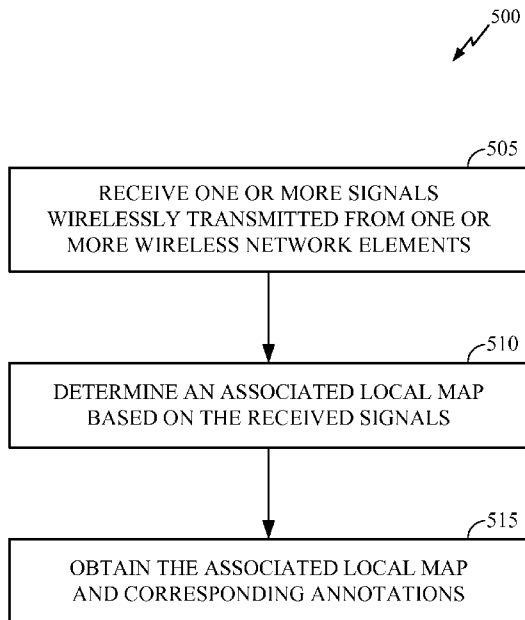 500
505
RECEIVE ONE OR MORE SIGNALS
WIRELESSLY TRANSMITTED FROM ONE OR
MORE WIRELESS NETWORK ELEMENTS
510
DETERMINE AN ASSOCIATED LOCAL MAP
BASED ON THE RECEIVED SIGNALS
515
OBTAIN THE ASSOCIATED LOCAL MAP
AND CORRESPONDING ANNOTATIONS